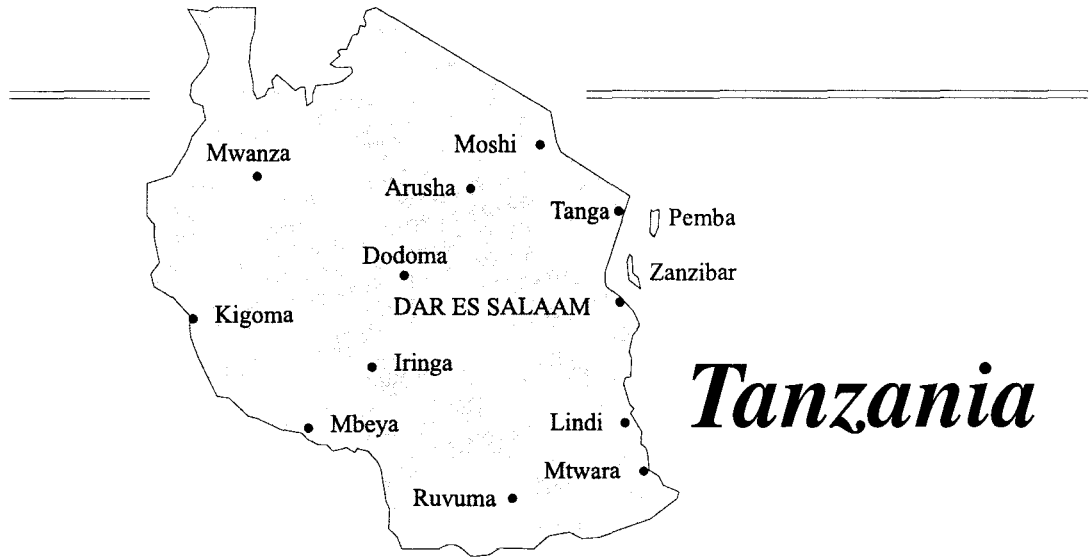 Moshi
Mwanza
Arusha
Tanga
Pemba
Dodoma
Zanzibar
DAR ES SALAAM
Kigoma
Iringa
Tanzania
Mbeya
Lindi
Mtwara
Ruvuma